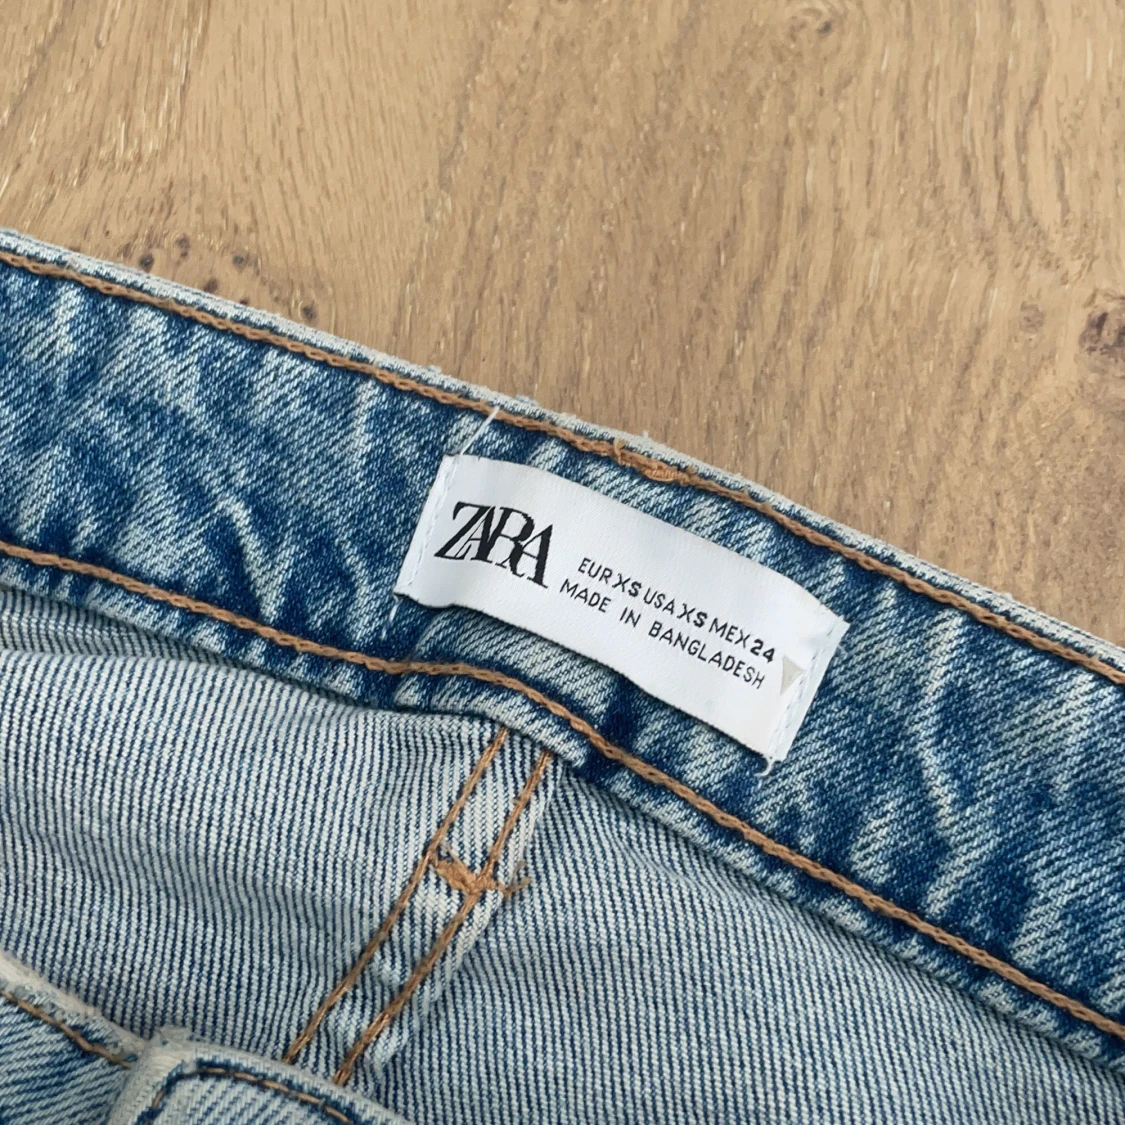 ZARA
EUR XS USA XS MEX 24
MADE IN BANGLADESH